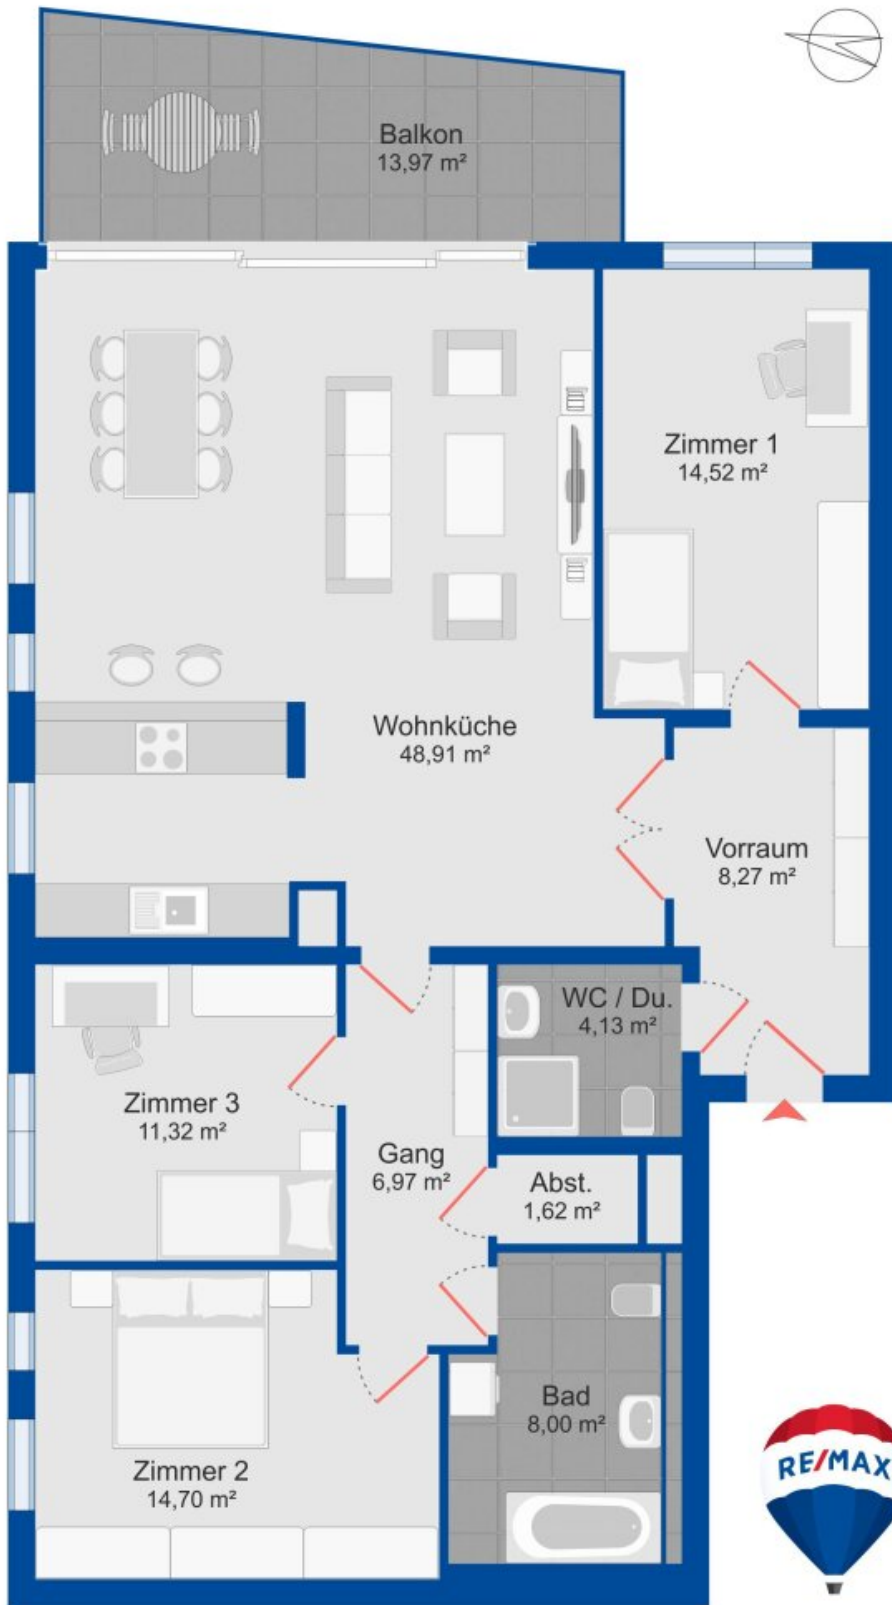 Balkon
13,97 m²
Zimmer 1
14,52 m²
Wohnküche
48,91 m²
Vorraum
8,27 m²
WC / Du.
4,13 m²
Zimmer 3
11,32 m²
Gang
6,97 m²
Abst.
1,62 m²
Bad
8,00 m²
Zimmer 2
14,70 m²
RE/MAX